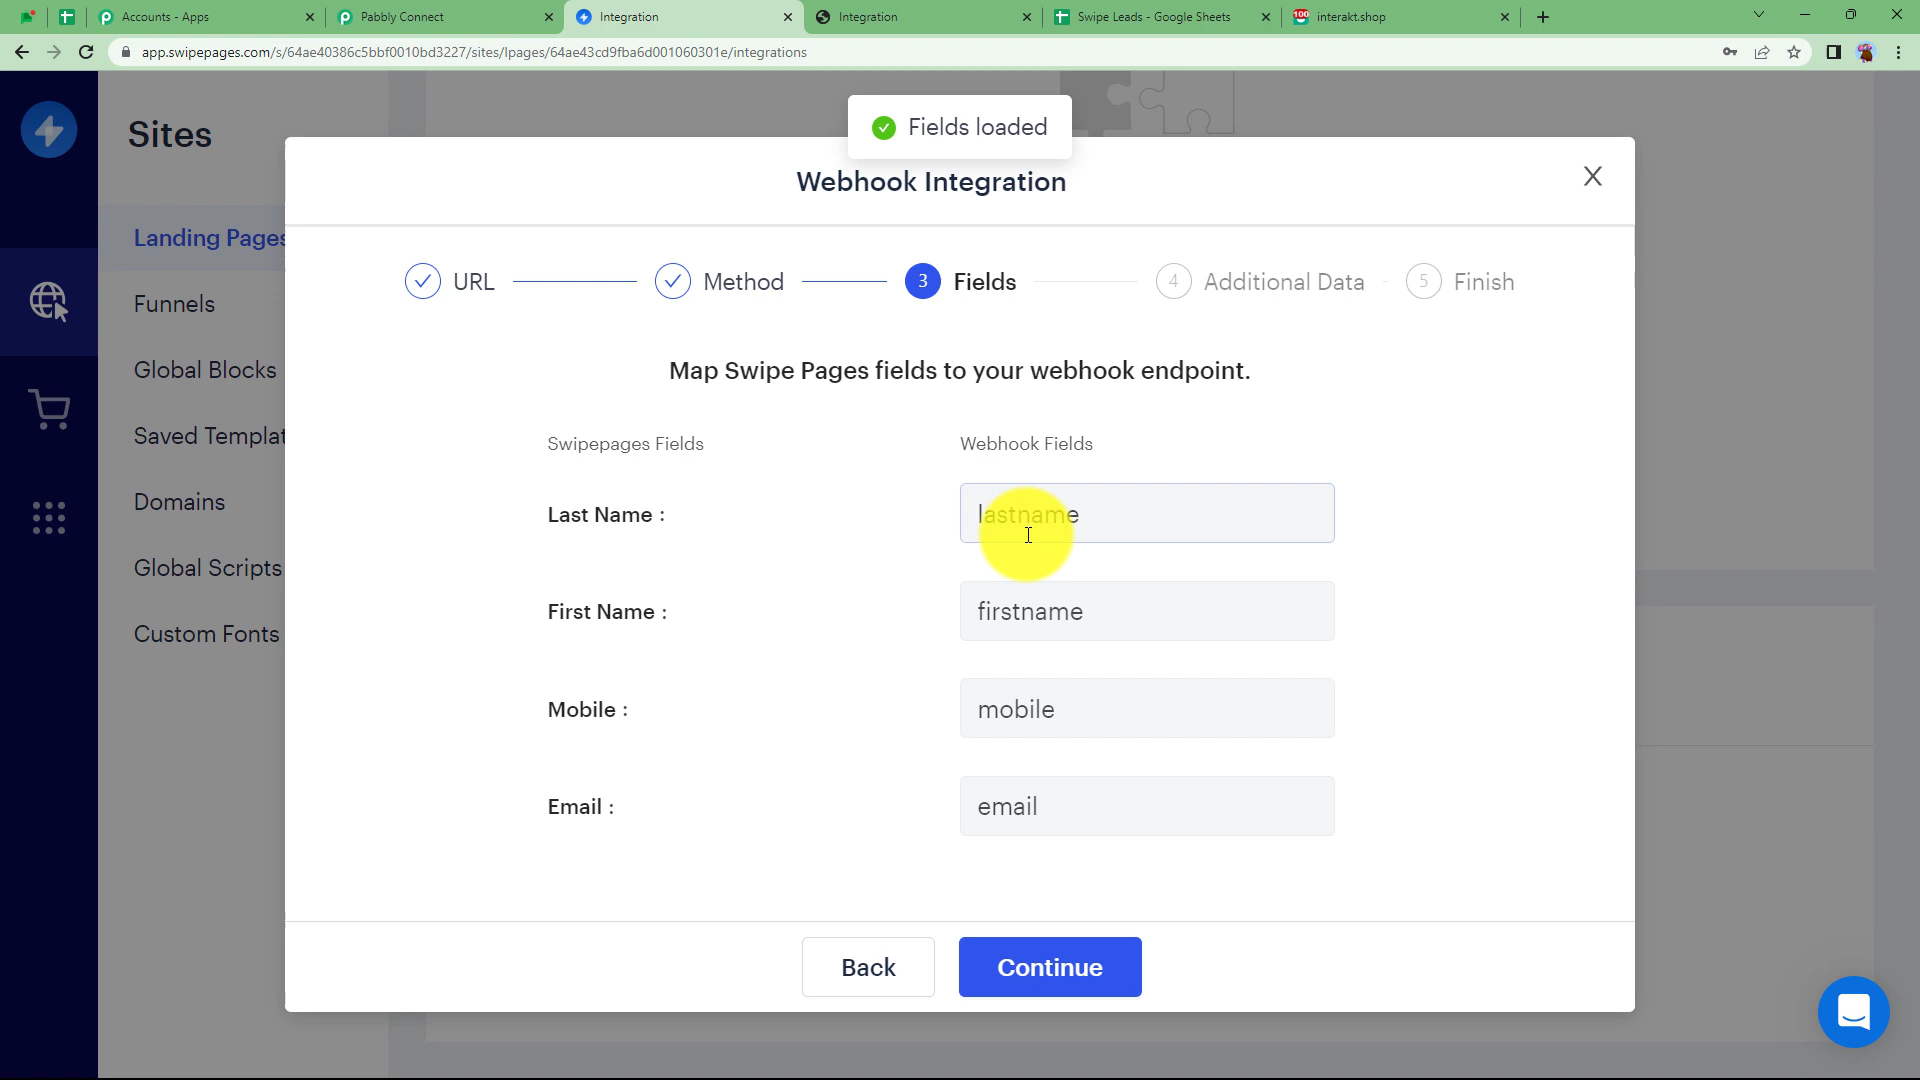 Accounts - Apps
Pabbly Connect
Integration
Integration
Swipe Leads - Google Sheets
100
interakt.shop
app.swipepages.com/s/64ae40386c5bbf0010bd3227/sites/lpages/64ae43cd9fba6d001060301e/integrations
Sites
Landing Pages
Funnels
Global Blocks
Saved Templat
Domains
Global Scripts
Custom Fonts
Fields loaded
Webhook Integration
URL
Method
3 Fields
4 Additional Data
5 Finish
Map Swipe Pages fields to your webhook endpoint.
Swipepages Fields
Webhook Fields
Last Name :
lastname
First Name :
firstname
Mobile :
mobile
Email :
email
Back
Continue